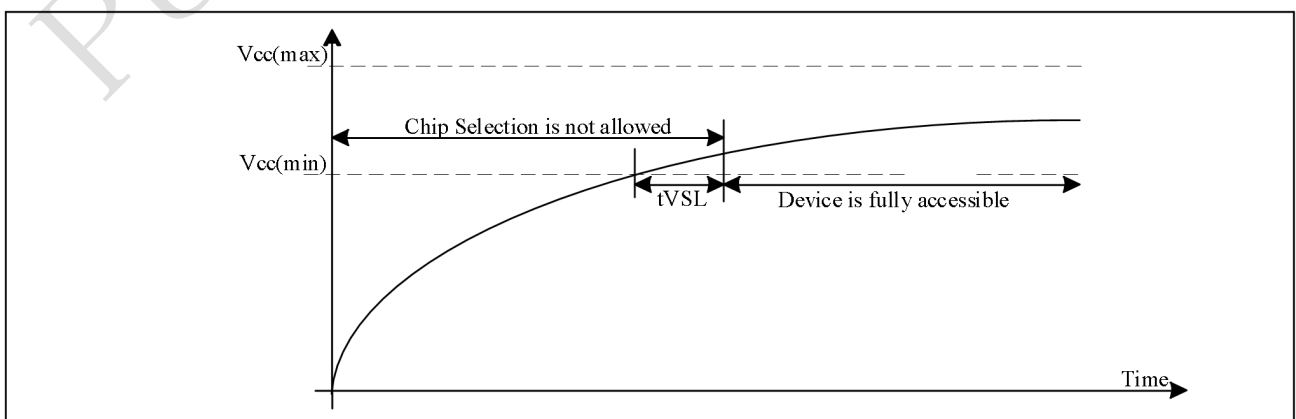 Vcc(max)
Chip Selection is not allowed
Vcc(min)
tVSL
Device is fully accessible
Time